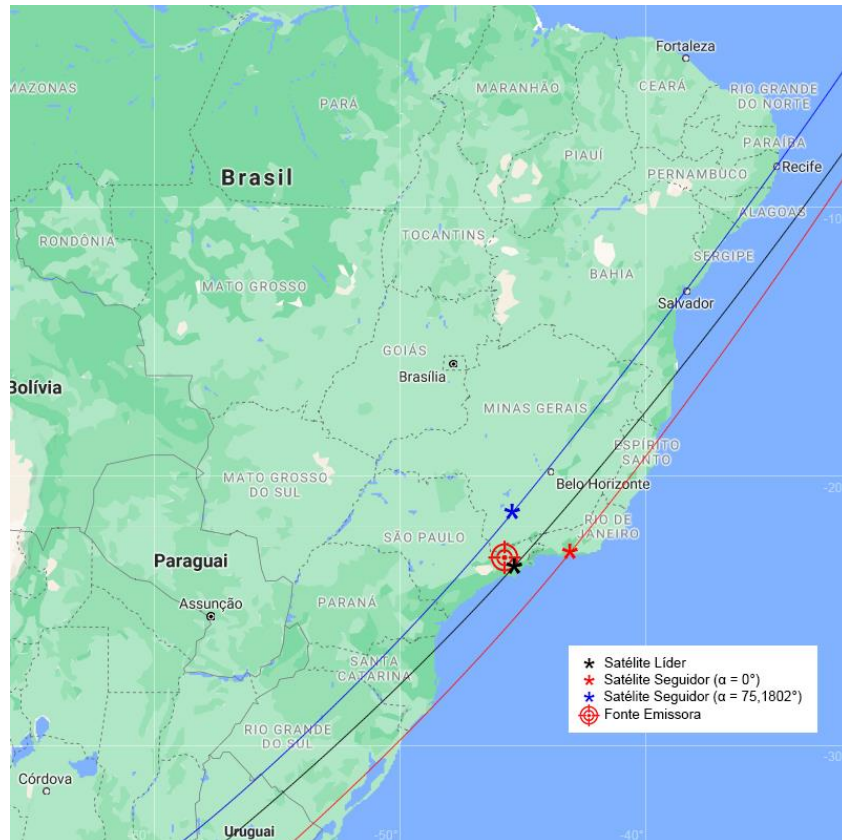 Fortaleza
MAZONAS
MARANHÃO
CEARÁ
RIO GRANDE
DO NORTE
PARÁ
PARAÍBA
PIAUÍ
Brasil
Recife
PERNAMBUCO
ALAGOAS
-10
TOCANTINS
RONDÔNIA
SERGIPE
BAHIA
MATO GROSSO
Salvador
GOIÁS
Brasília
Bolívia
MINAS GERAIS
ESPÍRITO
SANTO
MATO GROSSO
DO SUL
Belo Horizonte
-20
RIO DE
JANEIRO
SÃO PAULO
Paraguai
Assunção
PARANÁ
* Satélite Líder
* Satélite Seguidor (α = 0°)
* Satélite Seguidor (α = 75,1802°)
Fonte Emissora
SANTA
CATARINA
RIO GRANDE
DO SUL
-30
Córdova
Uruguai
-60°
-50°
-40°